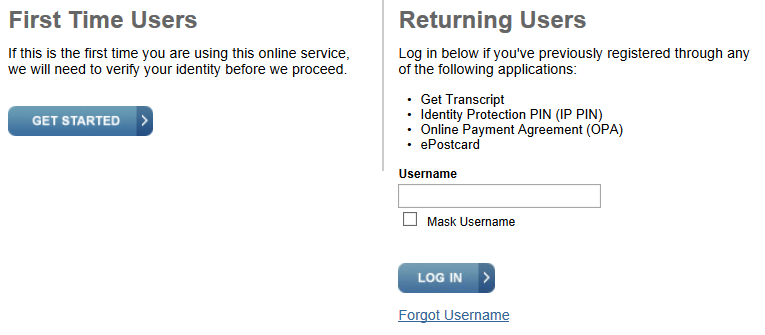 First Time Users
If this is the first time you are using this online service,
we will need to verify your identity before we proceed.
GET STARTED
Returning Users
Log in below if you've previously registered through any
of the following applications:
• Get Transcript
• Identity Protection PIN (IP PIN)
• Online Payment Agreement (OPA)
• ePostcard
Username
Mask Username
LOG IN
Forgot Username